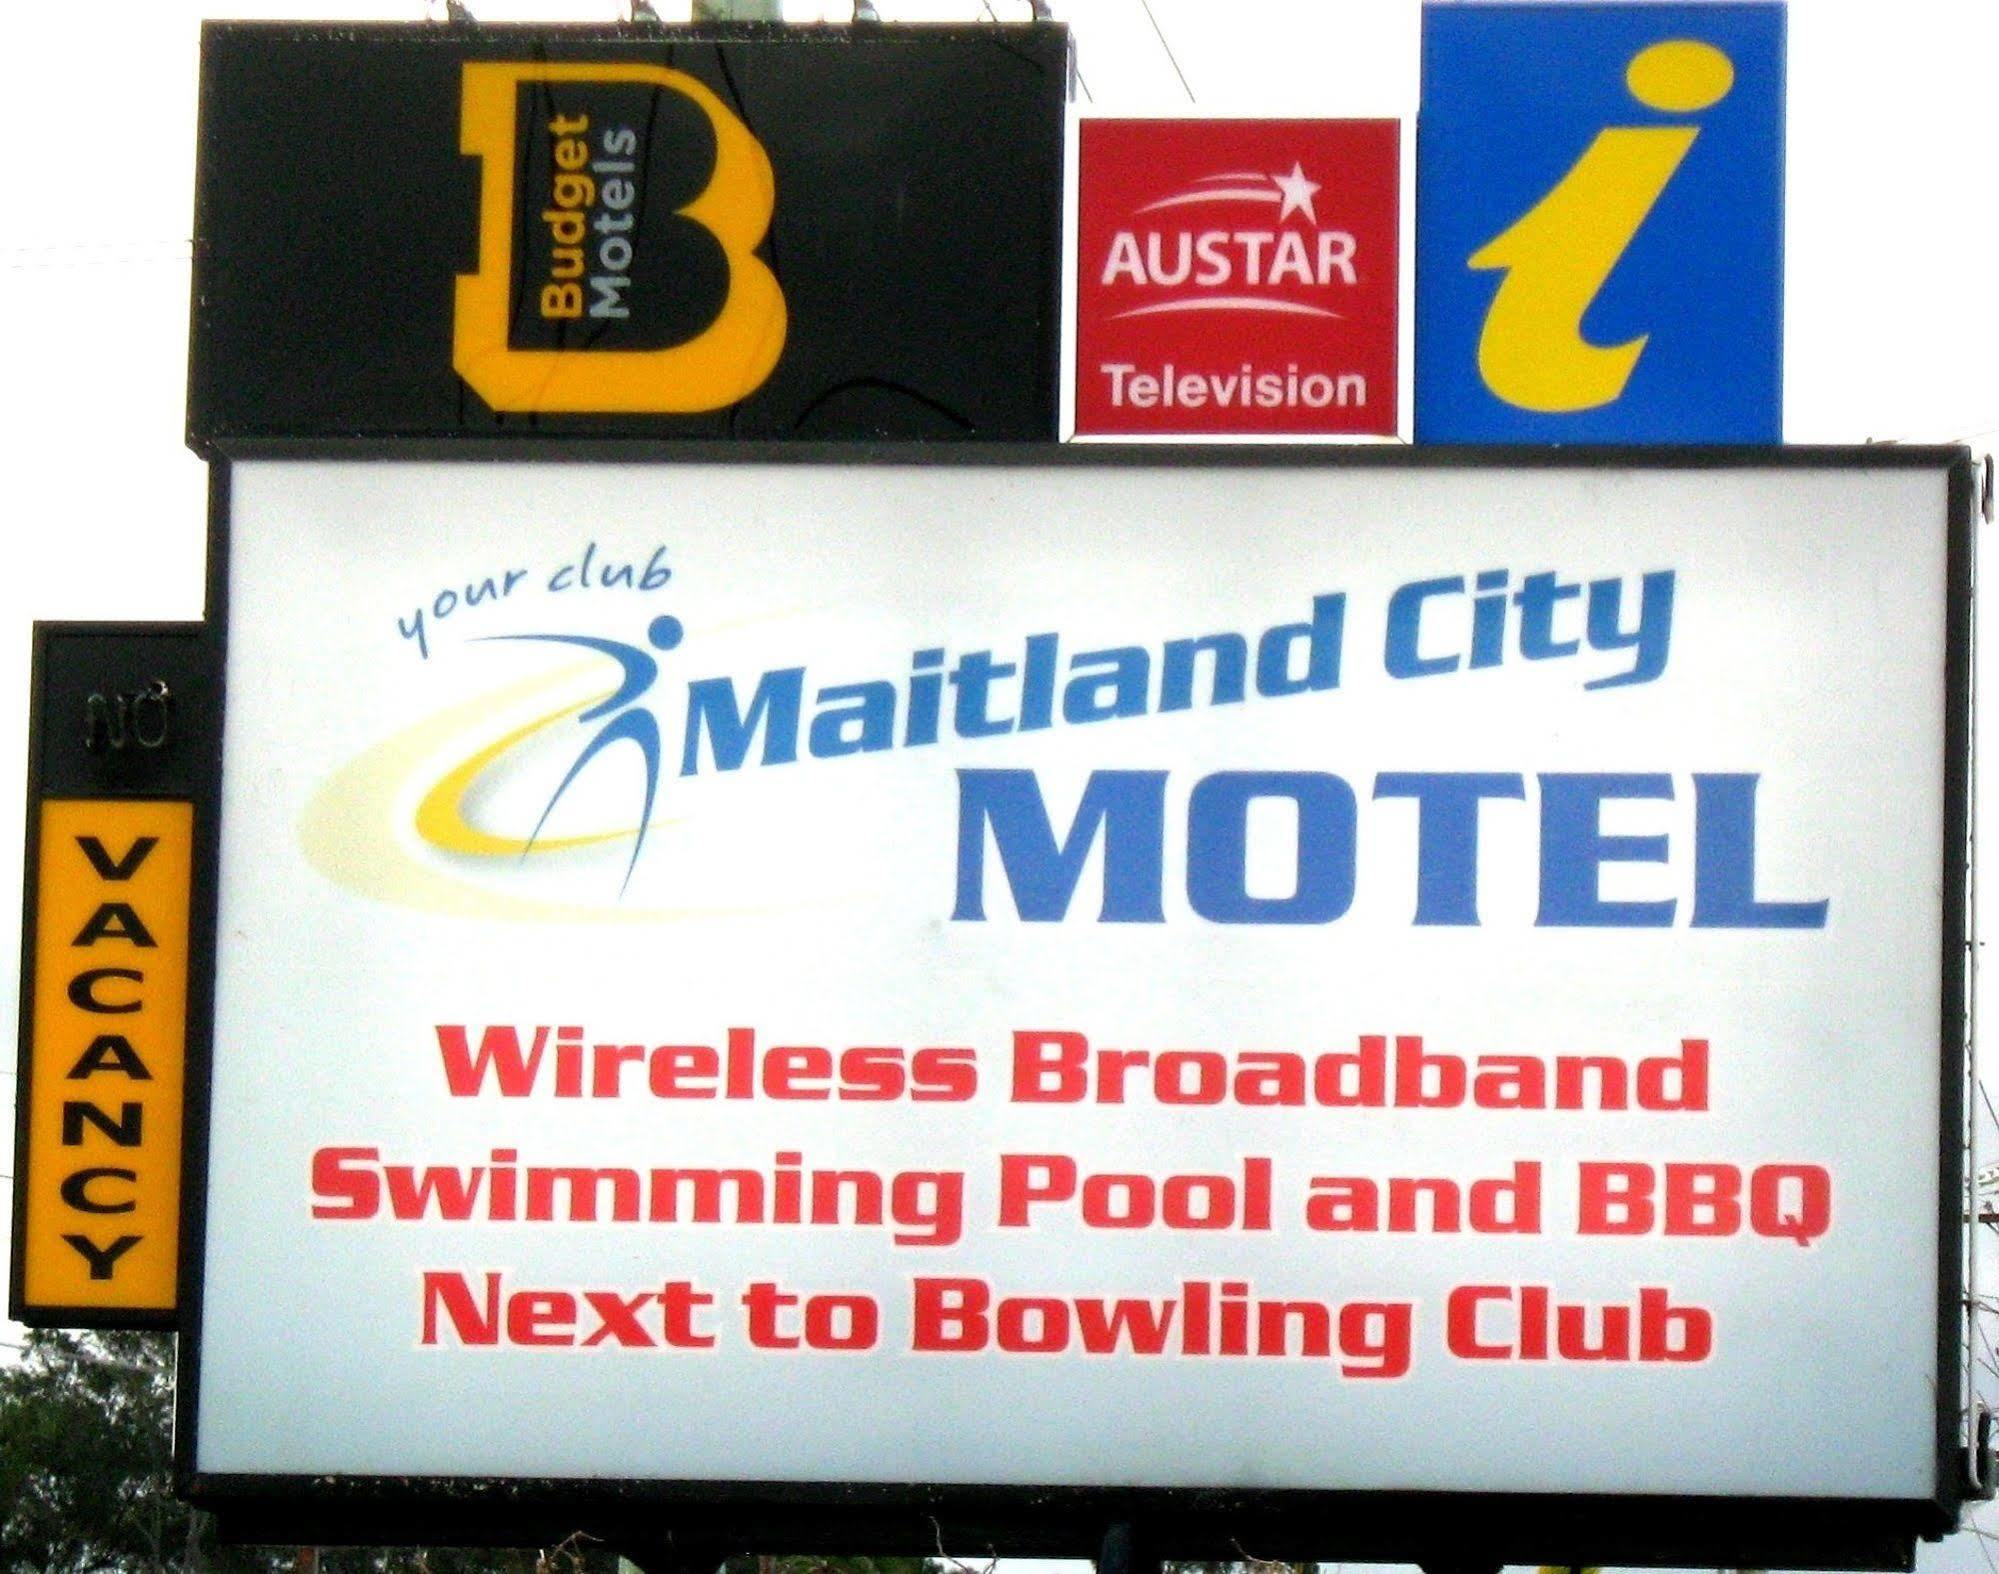 Budget
Motels
AUSTAR
Television
i
your club
Maitland City
MOTEL
NO
VACANCY
Wireless Broadband
Swimming Pool and BBQ
Next to Bowling Club